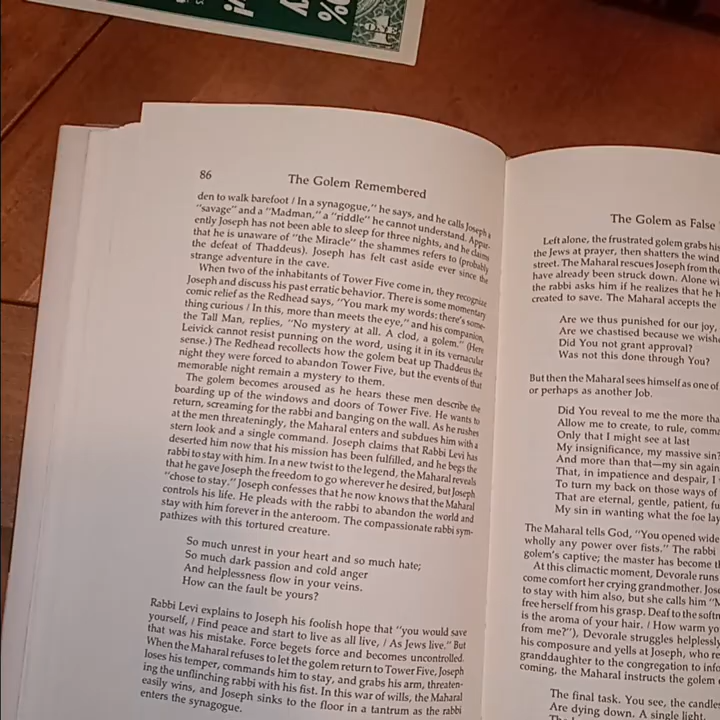 %
ONE
86
The Golem Remembered
den to walk barefoot / In a synagogue," he says, and he calls Joseph a
"savage" and a "Madman," a "riddle" he cannot understand. Appar-
ently Joseph has not been able to sleep for three nights, and he claims
that he is unaware of "the Miracle" the shammes refers to (probably
the defeat of Thaddeus). Joseph has felt cast aside ever since the
strange adventure in the cave.
When two of the inhabitants of Tower Five come in, they recognize
Joseph and discuss his past erratic behavior. There is some momentary
comic relief as the Redhead says, "You mark my words: there's some-
thing curious / In this, more than meets the eye," and his companion,
the Tall Man, replies, "No mystery at all. A clod, a golem." (Here
Leivick cannot resist punning on the word, using it in its vernacular
sense.) The Redhead recollects how the golem beat up Thaddeus the
night they were forced to abandon Tower Five, but the events of that
memorable night remain a mystery to them.
The golem becomes aroused as he hears these men describe the
boarding up of the windows and doors of Tower Five. He wants to
return, screaming for the rabbi and banging on the wall. As he rushes
at the men threateningly, the Maharal enters and subdues him with a
stern look and a single command. Joseph claims that Rabbi Levi has
deserted him now that his mission has been fulfilled, and he begs the
rabbi to stay with him. In a new twist to the legend, the Maharal reveals
that he gave Joseph the freedom to go wherever he desired, but Joseph
"chose to stay." Joseph confesses that he now knows that the Maharal
controls his life. He pleads with the rabbi to abandon the world and
stay with him forever in the anteroom. The compassionate rabbi sym-
pathizes with this tortured creature.
So much unrest in your heart and so much hate;
So much dark passion and cold anger
And helplessness flow in your veins.
How can the fault be yours?
Rabbi Levi explains to Joseph his foolish hope that "you would save
yourself, / Find peace and start to live as all live, / As Jews live." But
that was his mistake. Force begets force and becomes uncontrolled.
When the Maharal refuses to let the golem return to Tower Five, Joseph
loses his temper, commands him to stay, and grabs his arm, threaten-
ing the unflinching rabbi with his fist. In this war of wills, the Maharal
easily wins, and Joseph sinks to the floor in a tantrum as the rabbi
enters the synagogue.
The Golem as False
Left alone, the frustrated golem grabs his
the Jews at prayer, then shatters the wind
street. The Maharal rescues Joseph from the
have already been struck down. Alone wi
the rabbi asks him if he realizes that he h
created to save. The Maharal accepts the
Are we thus punished for our joy,
Are we chastised because we wish
Did You not grant approval?
Was not this done through You?
But then the Maharal sees himself as one of
or perhaps as another Job.
Did You reveal to me the more tha
Allow me to create, to rule, comma
Only that I might see at last
My insignificance, my massive sin?
And more than that—my sin again
That, in impatience and despair, I
To turn my back on those ways of
That are eternal, gentle, patient, fu
My sin in wanting what the foe lay
The Maharal tells God, "You opened wide
wholly any power over fists." The rabbi
golem's captive; the master has become t
At this climactic moment, Devorale runs
come comfort her crying grandmother. Jose
to stay with him also, but she calls him "M
free herself from his grasp. Deaf to the soft
is the aroma of your hair. / How warm yo
from me?"), Devorale struggles helplessly
his composure and yells at Joseph, who re
granddaughter to the congregation to info
coming, the Maharal instructs the golem
The final task. You see, the candle
Are dying down. A single light